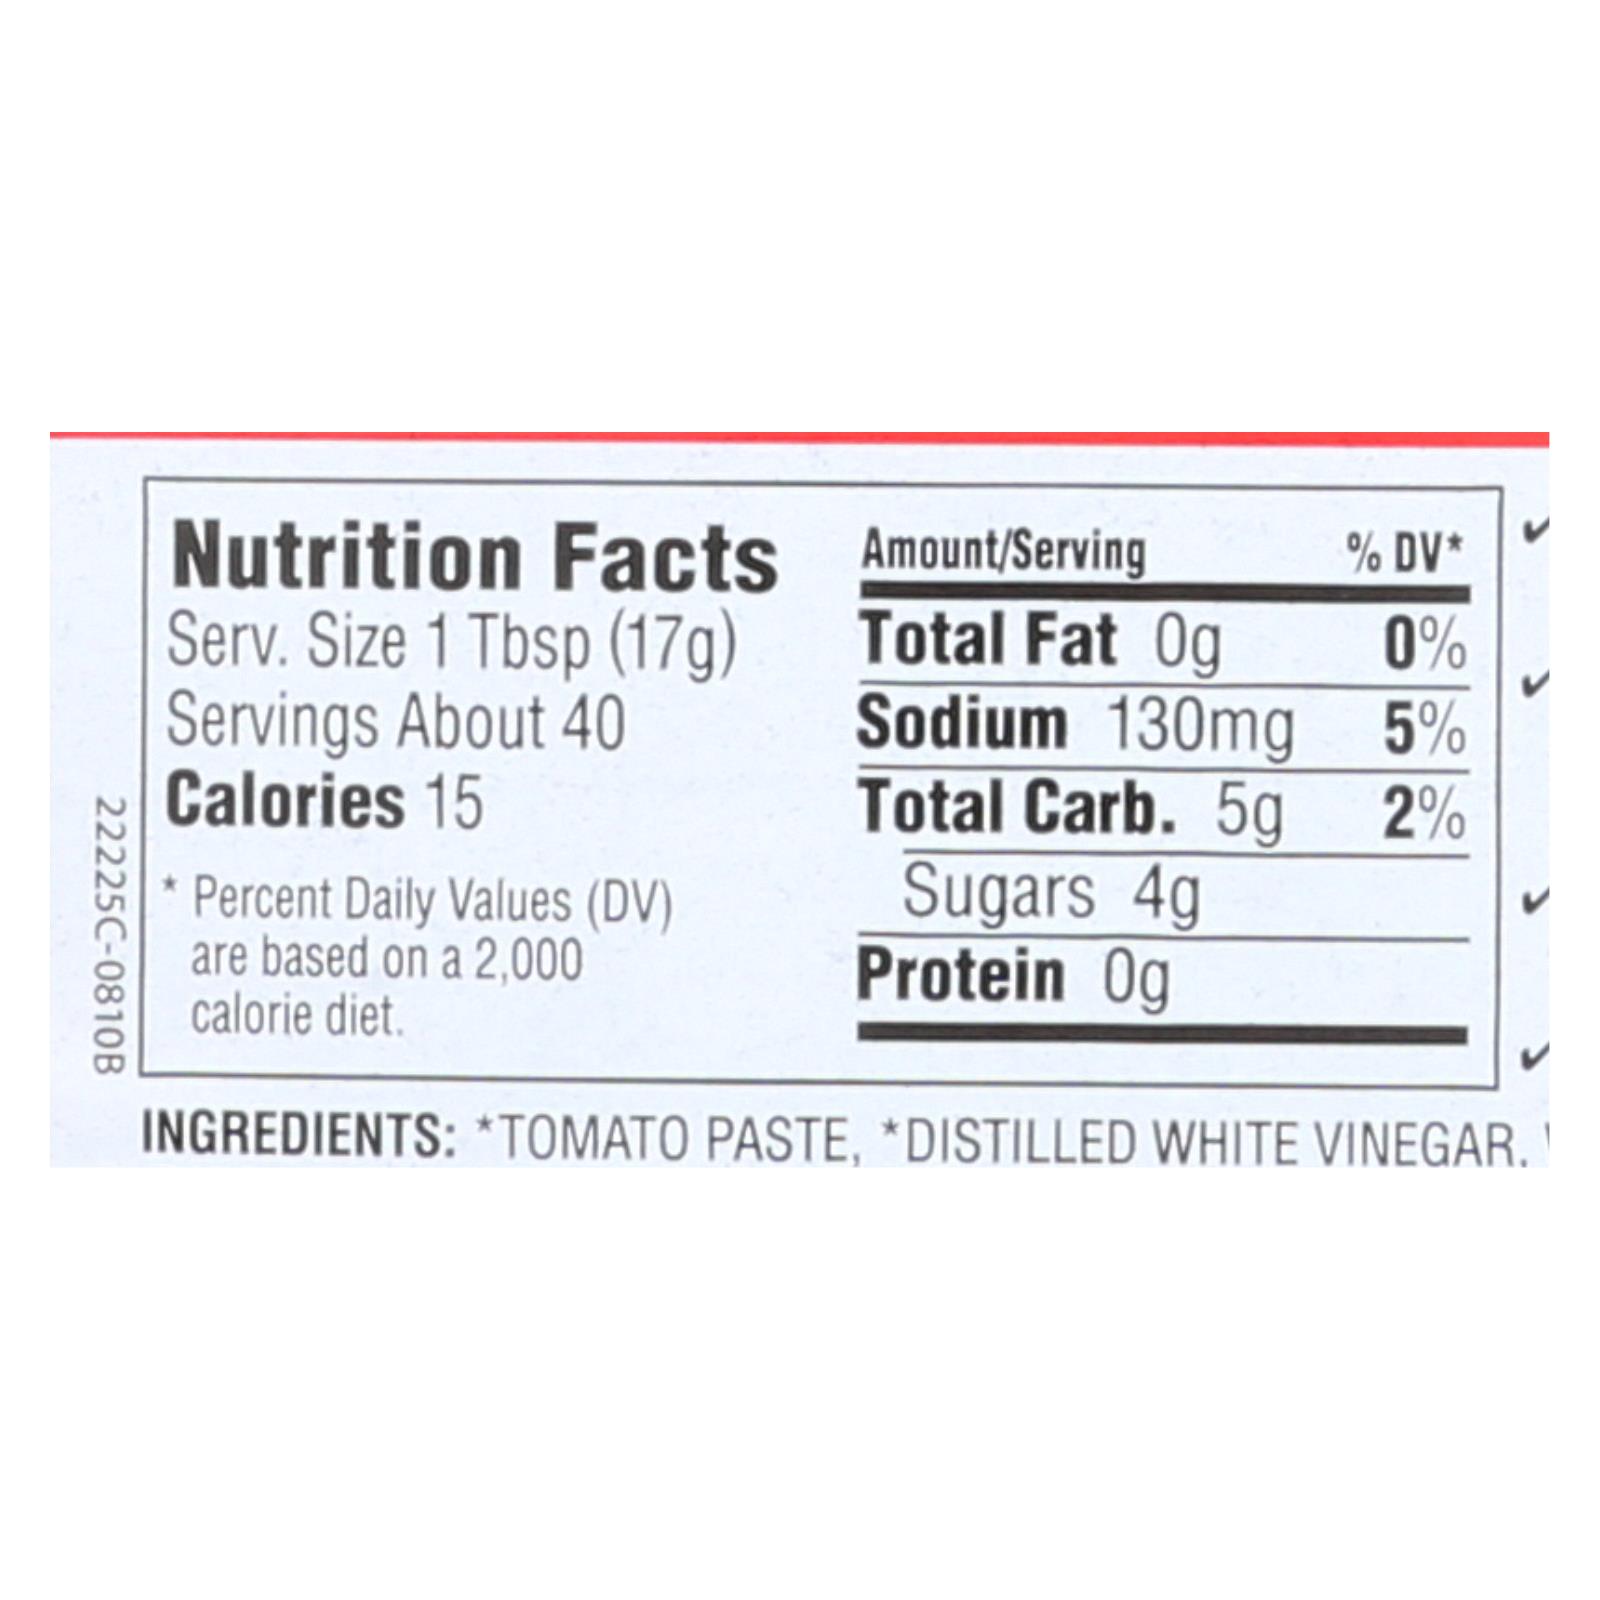 Nutrition Facts
Serv. Size 1 Tbsp (17g)
Servings About 40
Calories 15
* Percent Daily Values (DV)
are based on a 2,000
calorie diet.
Amount/Serving % DV*
Total Fat 0g 0%
Sodium 130mg 5%
Total Carb. 5g 2%
Sugars 4g
Protein 0g
22225C-0810B
INGREDIENTS: *TOMATO PASTE, *DISTILLED WHITE VINEGAR,